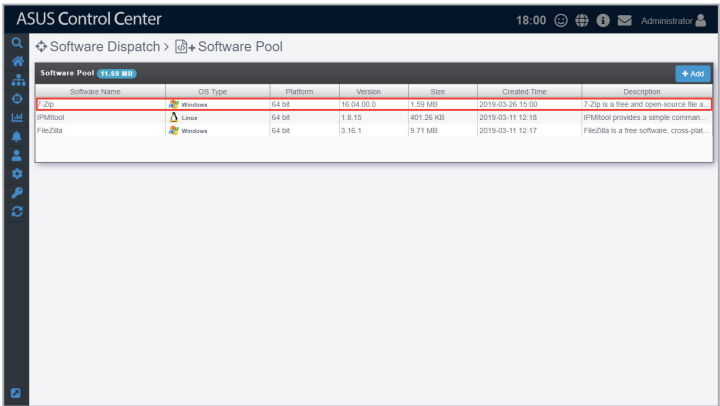 ASUS Control Center
18:00 Administrator
Software Dispatch > + Software Pool
Software Pool 11.69 MB + Add
Software Name OS Type Platform Version Size Created Time Description
7-Zip Windows 64 bit 16.04.00.0 1.59 MB 2019-03-26 15:00 7-Zip is a free and open-source file a...
IPMItool Linux 64 bit 1.8.15 401.26 KB 2019-03-11 12:18 IPMItool provides a simple comman...
FileZilla Windows 64 bit 3.16.1 9.71 MB 2019-03-11 12:17 FileZilla is a free software, cross-plat...